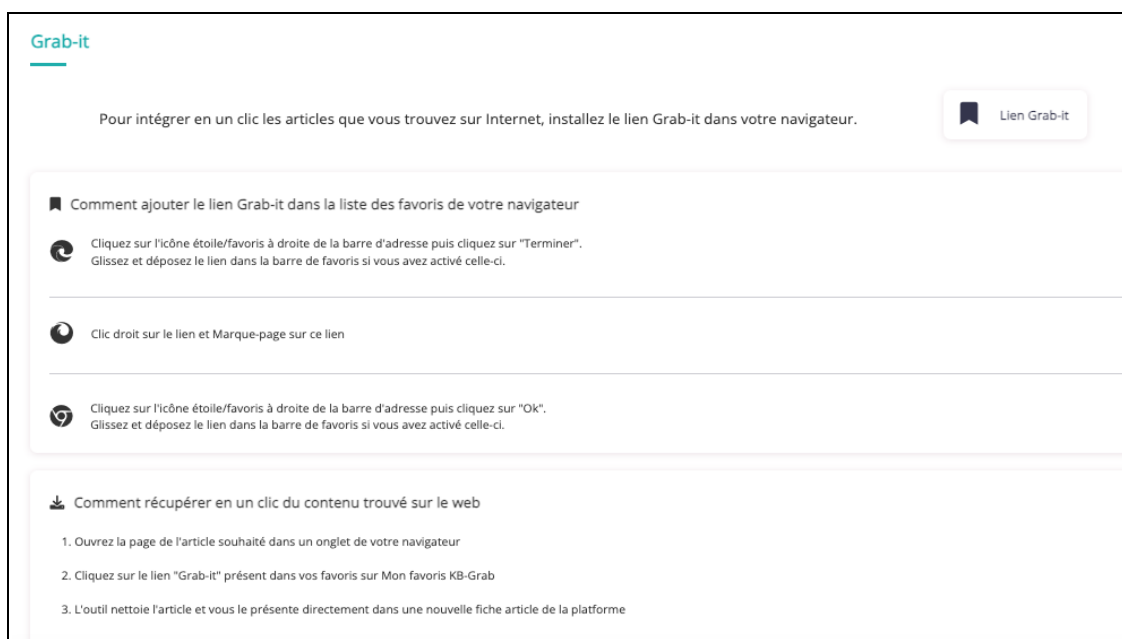 Grab-it
Pour intégrer en un clic les articles que vous trouvez sur Internet, installez le lien Grab-it dans votre navigateur.
Lien Grab-it
Comment ajouter le lien Grab-it dans la liste des favoris de votre navigateur
Cliquez sur l'icône étoile/favoris à droite de la barre d'adresse puis cliquez sur "Terminer".
Glissez et déposez le lien dans la barre de favoris si vous avez activé celle-ci.
Clic droit sur le lien et Marque-page sur ce lien
Cliquez sur l'icône étoile/favoris à droite de la barre d'adresse puis cliquez sur "Ok".
Glissez et déposez le lien dans la barre de favoris si vous avez activé celle-ci.
Comment récupérer en un clic du contenu trouvé sur le web
1. Ouvrez la page de l'article souhaité dans un onglet de votre navigateur
2. Cliquez sur le lien "Grab-it" présent dans vos favoris sur Mon favoris KB-Grab
3. L'outil nettoie l'article et vous le présente directement dans une nouvelle fiche article de la platforme